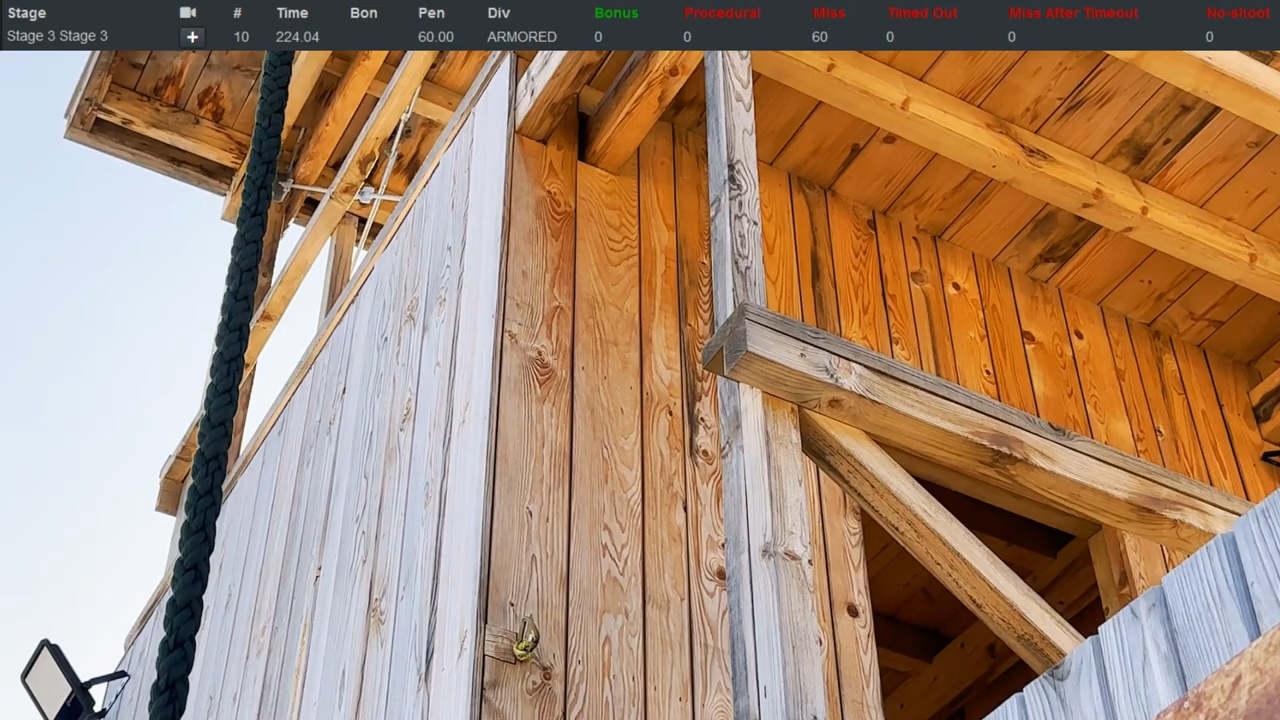 Stage # Time Bon Pen Div Bonus Procedural Miss Timed Out Miss After Timeout No-shoot
Stage 3 Stage 3 + 10 224.04 60.00 ARMORED 0 0 60 0 0 0